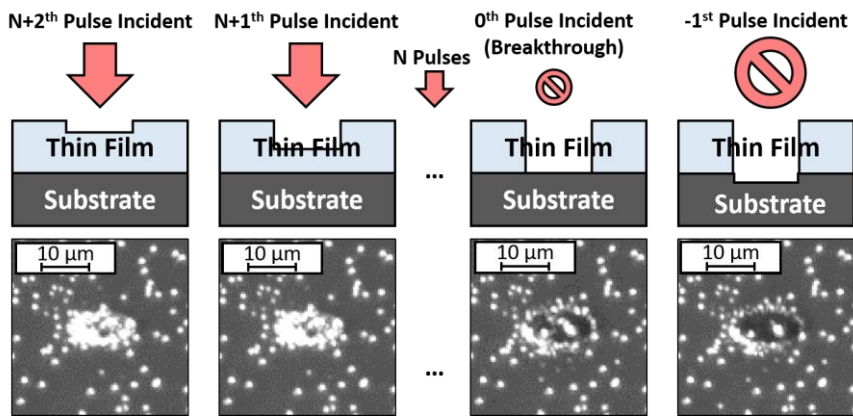 N+2th Pulse Incident
N+1th Pulse Incident
N Pulses
0th Pulse Incident
(Breakthrough)
-1st Pulse Incident
Thin Film
Substrate
Thin Film
Substrate
...
Thin Film
Substrate
Thin Film
Substrate
10 µm
10 µm
...
10 µm
10 µm